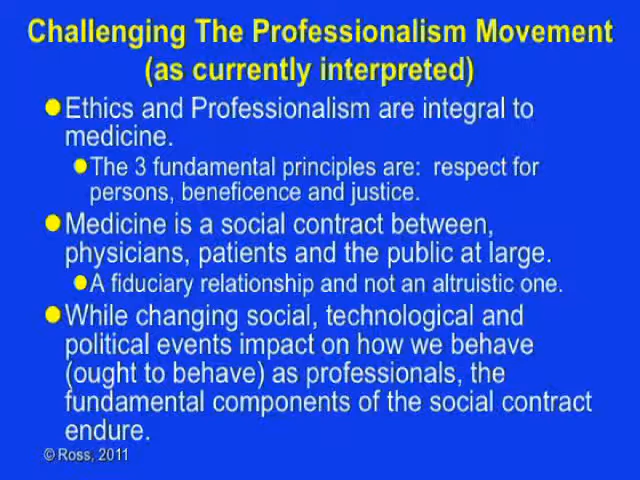 Challenging The Professionalism Movement
(as currently interpreted)
Ethics and Professionalism are integral to
medicine.
The 3 fundamental principles are: respect for
persons, beneficence and justice.
Medicine is a social contract between,
physicians, patients and the public at large.
A fiduciary relationship and not an altruistic one.
While changing social, technological and
political events impact on how we behave
(ought to behave) as professionals, the
fundamental components of the social contract
endure.
© Ross, 2011